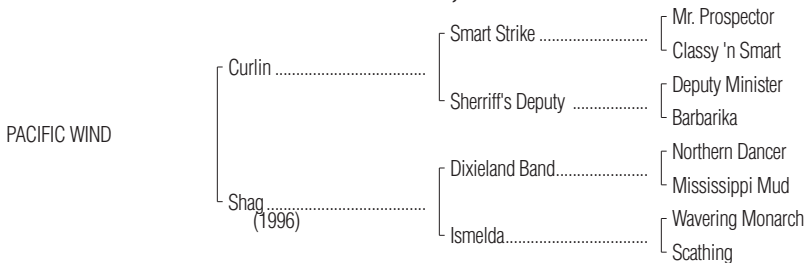 Mr. Prospector
Smart Strike ............................
Classy 'n Smart
Curlin ......................................
Deputy Minister
Sherriff's Deputy ...................
Barbarika
PACIFIC WIND
Northern Dancer
Dixieland Band.......................
Mississippi Mud
Shag........................................
(1996)
Wavering Monarch
Ismelda....................................
Scathing